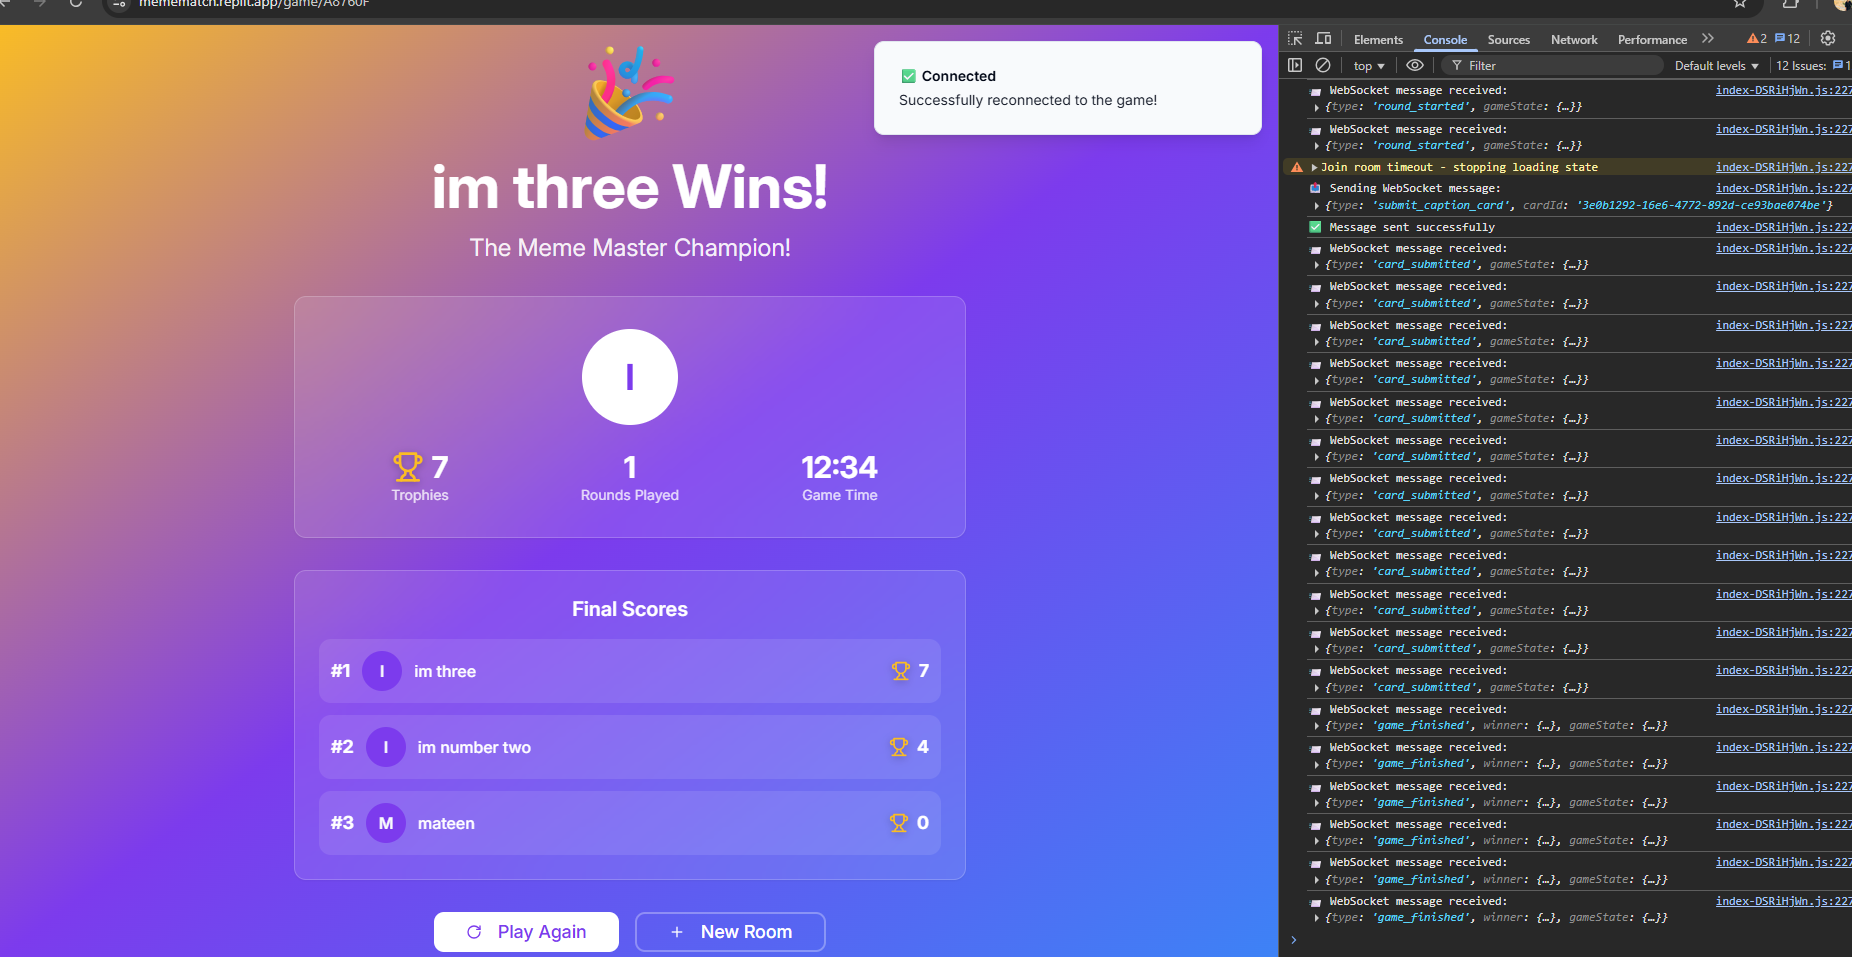 memematch.replit.app/game/A8760F
Connected
Successfully reconnected to the game!
im three Wins!
The Meme Master Champion!
I
7
Trophies
1
Rounds Played
12:34
Game Time
Final Scores
#1 I im three 7
#2 I im number two 4
#3 M mateen 0
Play Again
+ New Room
Elements Console Sources Network Performance 2 12
top Filter Default levels 12 Issues: 1
WebSocket message received: index-DSRiHjWn.js:227
{type: 'round_started', gameState: {…}}
WebSocket message received: index-DSRiHjWn.js:227
{type: 'round_started', gameState: {…}}
Join room timeout - stopping loading state index-DSRiHjWn.js:227
Sending WebSocket message: index-DSRiHjWn.js:227
{type: 'submit_caption_card', cardId: '3e0b1292-16e6-4772-892d-ce93bae074be'}
Message sent successfully index-DSRiHjWn.js:227
WebSocket message received: index-DSRiHjWn.js:227
{type: 'card_submitted', gameState: {…}}
WebSocket message received: index-DSRiHjWn.js:227
{type: 'card_submitted', gameState: {…}}
WebSocket message received: index-DSRiHjWn.js:227
{type: 'card_submitted', gameState: {…}}
WebSocket message received: index-DSRiHjWn.js:227
{type: 'card_submitted', gameState: {…}}
WebSocket message received: index-DSRiHjWn.js:227
{type: 'card_submitted', gameState: {…}}
WebSocket message received: index-DSRiHjWn.js:227
{type: 'card_submitted', gameState: {…}}
WebSocket message received: index-DSRiHjWn.js:227
{type: 'card_submitted', gameState: {…}}
WebSocket message received: index-DSRiHjWn.js:227
{type: 'card_submitted', gameState: {…}}
WebSocket message received: index-DSRiHjWn.js:227
{type: 'card_submitted', gameState: {…}}
WebSocket message received: index-DSRiHjWn.js:227
{type: 'card_submitted', gameState: {…}}
WebSocket message received: index-DSRiHjWn.js:227
{type: 'card_submitted', gameState: {…}}
WebSocket message received: index-DSRiHjWn.js:227
{type: 'card_submitted', gameState: {…}}
WebSocket message received: index-DSRiHjWn.js:227
{type: 'game_finished', winner: {…}, gameState: {…}}
WebSocket message received: index-DSRiHjWn.js:227
{type: 'game_finished', winner: {…}, gameState: {…}}
WebSocket message received: index-DSRiHjWn.js:227
{type: 'game_finished', winner: {…}, gameState: {…}}
WebSocket message received: index-DSRiHjWn.js:227
{type: 'game_finished', winner: {…}, gameState: {…}}
WebSocket message received: index-DSRiHjWn.js:227
{type: 'game_finished', winner: {…}, gameState: {…}}
WebSocket message received: index-DSRiHjWn.js:227
{type: 'game_finished', winner: {…}, gameState: {…}}